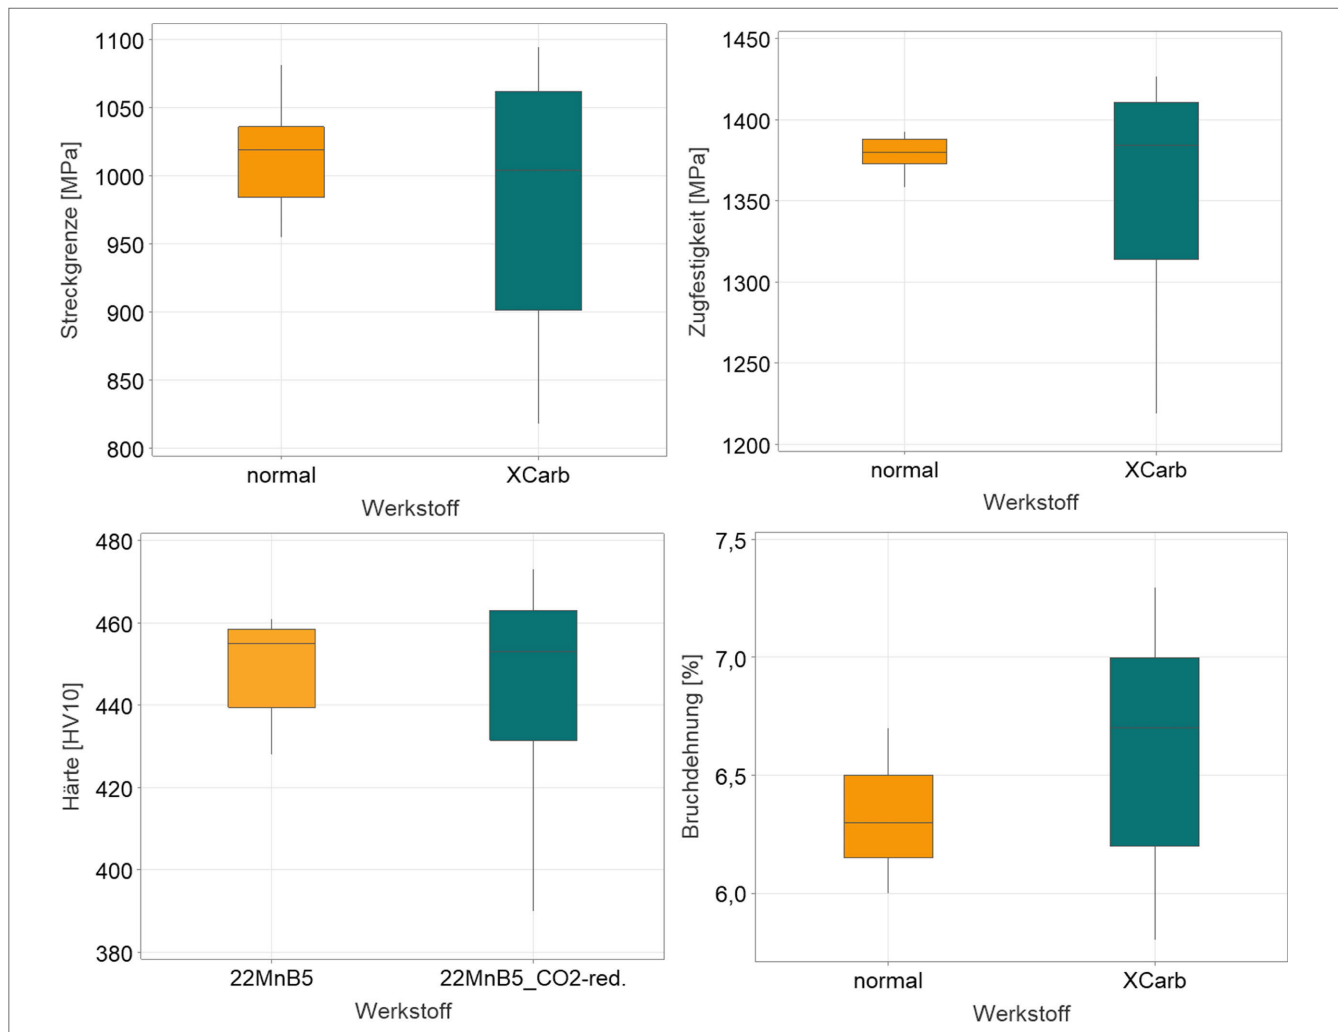 1100
1050
1000
950
900
850
800
Streckgrenze [MPa]
normal XCarb
Werkstoff
1450
1400
1350
1300
1250
1200
Zugfestigkeit [MPa]
normal XCarb
Werkstoff
480
460
440
420
400
380
Härte [HV10]
22MnB5 22MnB5_CO2-red.
Werkstoff
7,5
7,0
6,5
6,0
Bruchdehnung [%]
normal XCarb
Werkstoff